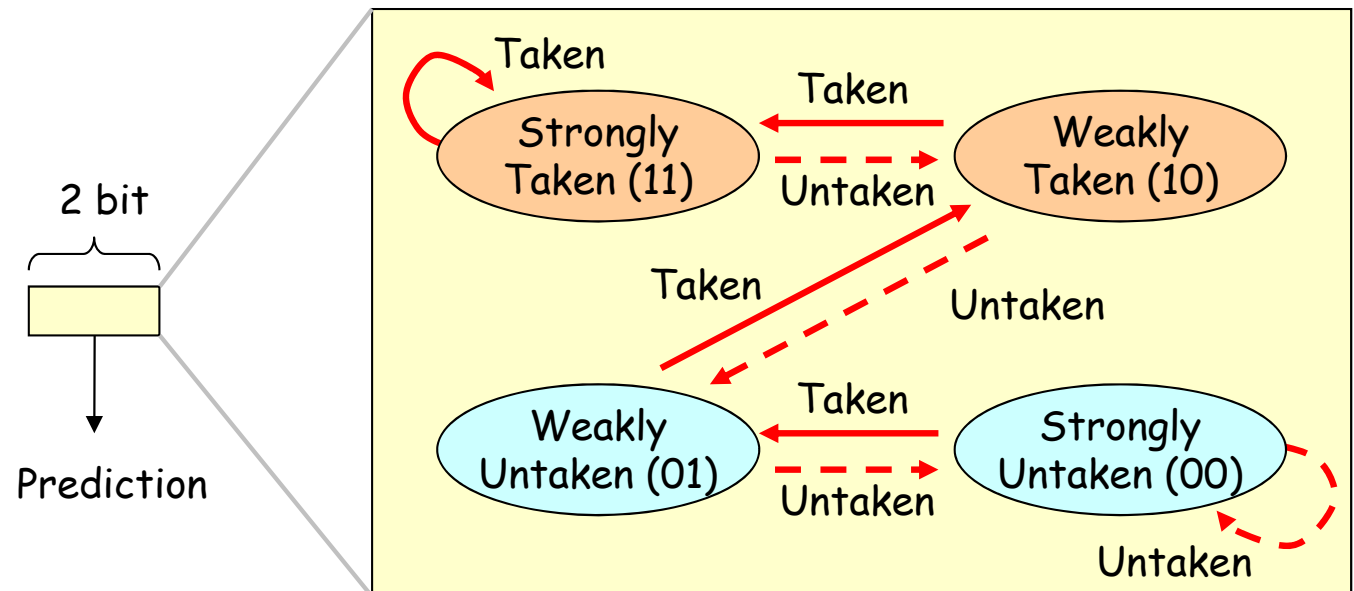 2 bit
Prediction
Taken
Strongly
Taken (11)
Taken
Untaken
Weakly
Taken (10)
Taken
Untaken
Weakly
Untaken (01)
Taken
Untaken
Strongly
Untaken (00)
Untaken